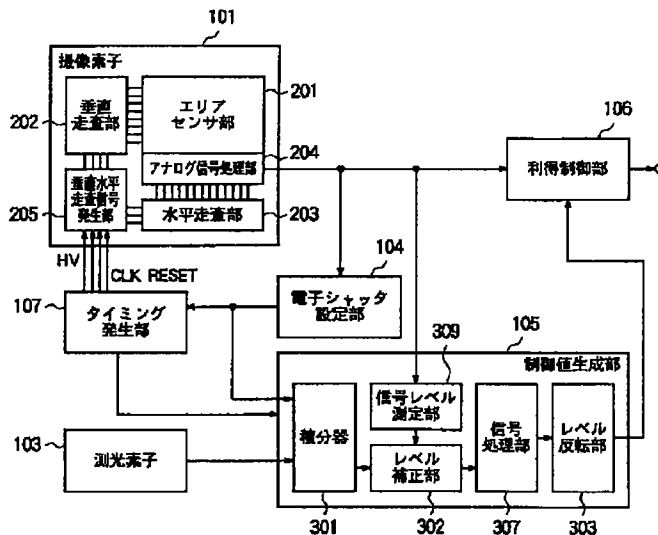 101
撮像素子
垂直
走査部
202
エリア
センサ部
201
204
アナログ信号処理部
垂直水平
走査信号
発生部
205
水平走査部
203
106
利得制御部
HV
CLK RESET
104
電子シャッタ
設定部
107
タイミング
発生部
105
制御値生成部
309
信号レベル
測定部
積分器
301
レベル
補正部
302
信号
処理部
307
レベル
反転部
303
103
測光素子